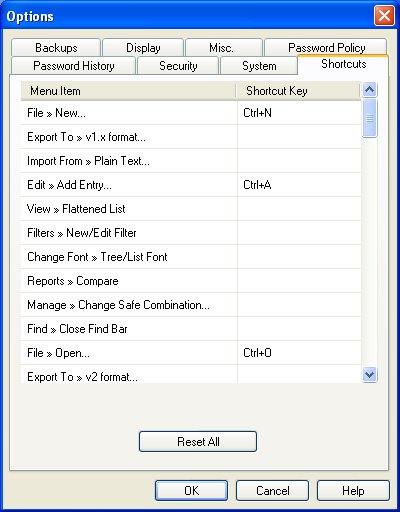 Options
Backups Display Misc. Password Policy
Password History Security System Shortcuts
Menu Item Shortcut Key
File » New... Ctrl+N
Export To » v1.x format...
Import From » Plain Text...
Edit » Add Entry... Ctrl+A
View » Flattened List
Filters » New/Edit Filter
Change Font » Tree/List Font
Reports » Compare
Manage » Change Safe Combination...
Find » Close Find Bar
File » Open... Ctrl+O
Export To » v2 format...
Reset All
OK Cancel Help